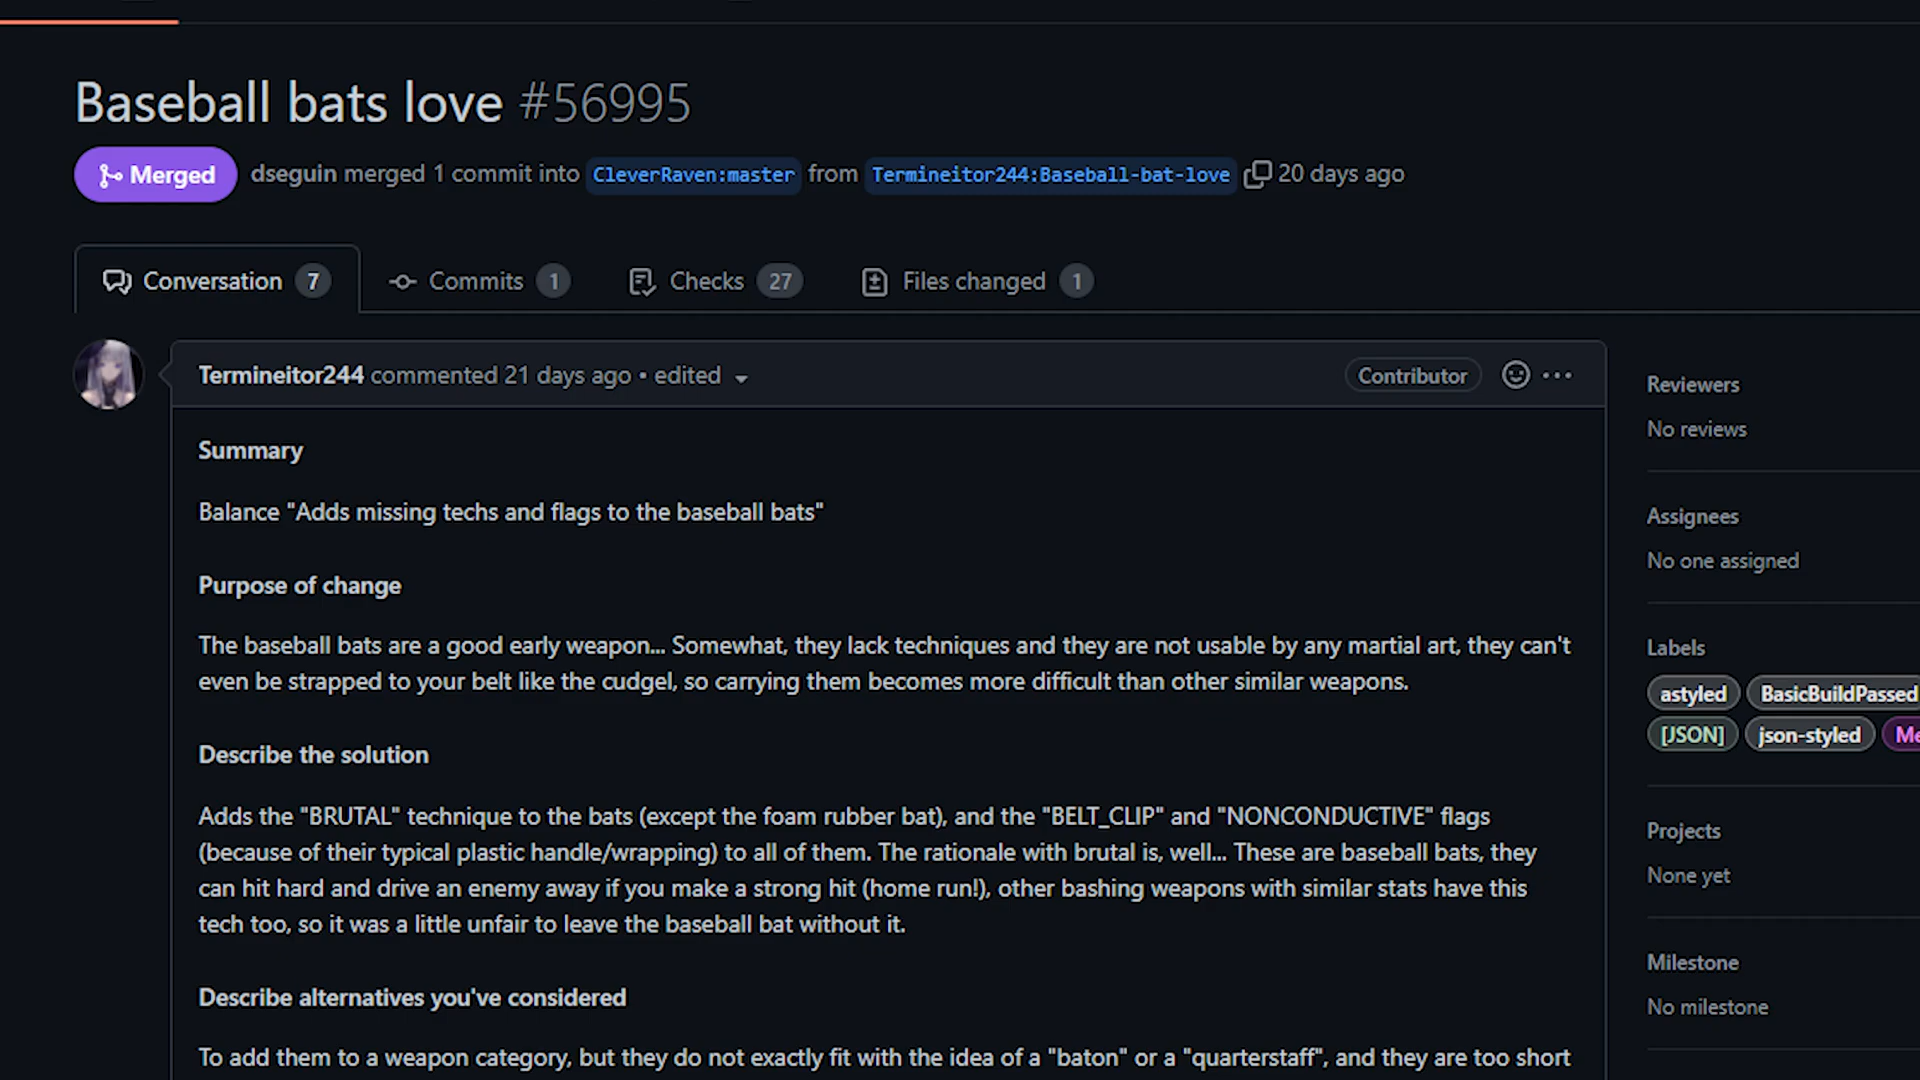 Baseball bats love #56995
Merged dseguin merged 1 commit into CleverRaven:master from Termineitor244:Baseball-bat-love 20 days ago
Conversation 7 Commits 1 Checks 27 Files changed 1
Termineitor244 commented 21 days ago • edited Contributor
Summary
Balance "Adds missing techs and flags to the baseball bats"
Purpose of change
The baseball bats are a good early weapon... Somewhat, they lack techniques and they are not usable by any martial art, they can't
even be strapped to your belt like the cudgel, so carrying them becomes more difficult than other similar weapons.
Describe the solution
Adds the "BRUTAL" technique to the bats (except the foam rubber bat), and the "BELT_CLIP" and "NONCONDUCTIVE" flags
(because of their typical plastic handle/wrapping) to all of them. The rationale with brutal is, well... These are baseball bats, they
can hit hard and drive an enemy away if you make a strong hit (home run!), other bashing weapons with similar stats have this
tech too, so it was a little unfair to leave the baseball bat without it.
Describe alternatives you've considered
To add them to a weapon category, but they do not exactly fit with the idea of a "baton" or a "quarterstaff", and they are too short
Reviewers
No reviews
Assignees
No one assigned
Labels
astyled BasicBuildPassed
[JSON] json-styled Me
Projects
None yet
Milestone
No milestone